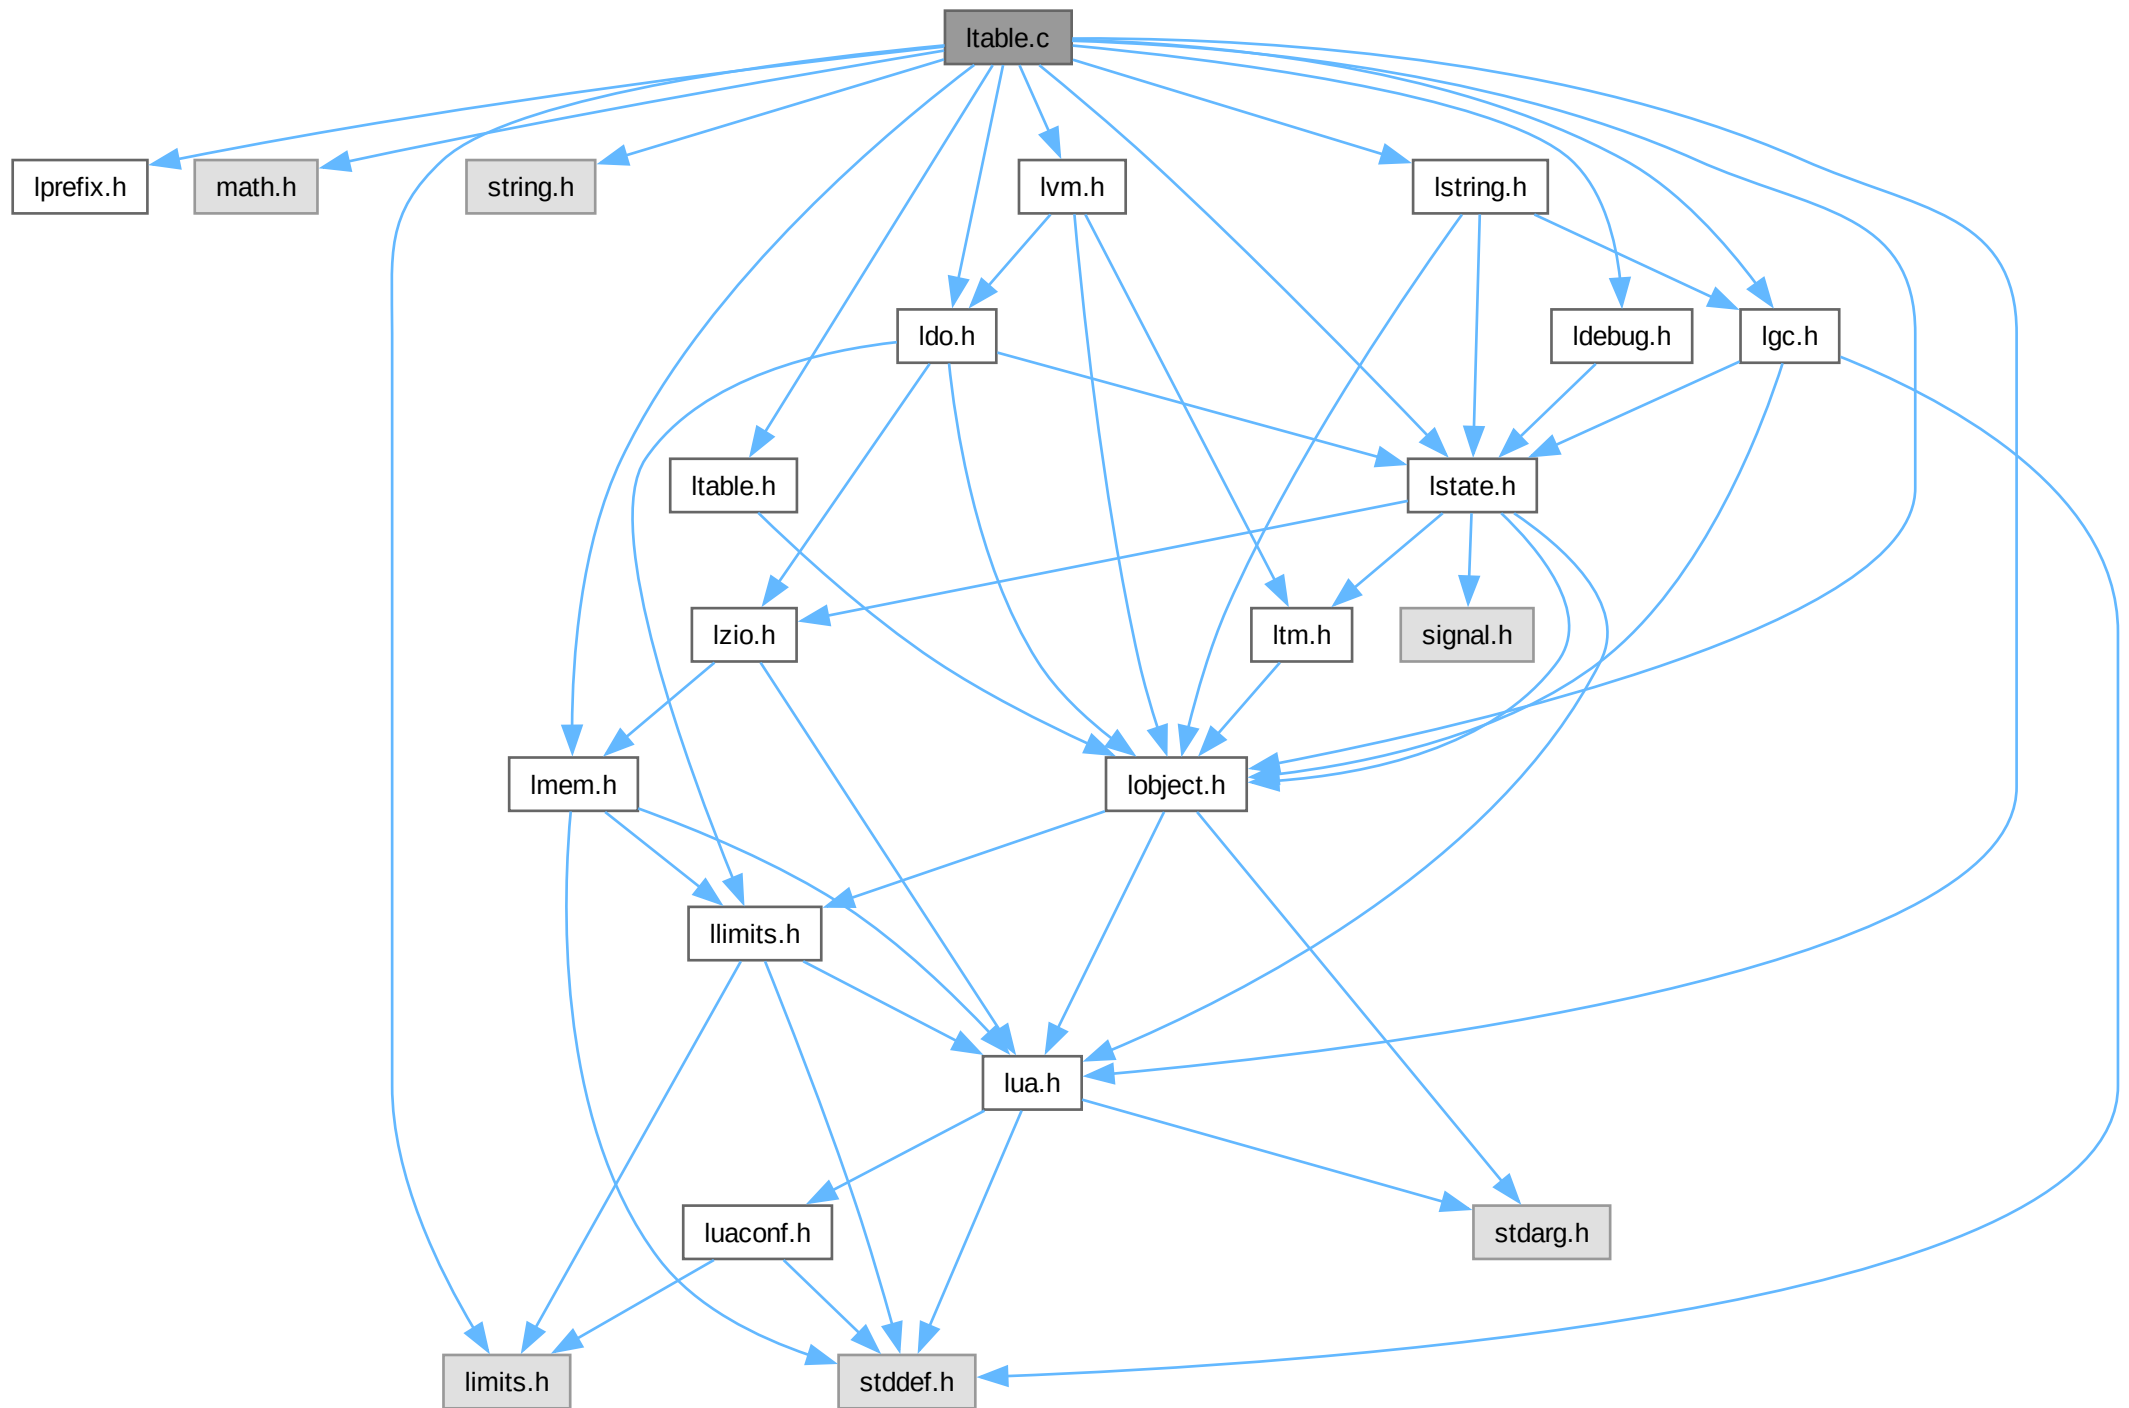 ltable.c
lprefix.h
math.h
string.h
lvm.h
lstring.h
ldo.h
ldebug.h
lgc.h
ltable.h
lstate.h
lzio.h
ltm.h
signal.h
lmem.h
lobject.h
llimits.h
lua.h
luaconf.h
stdarg.h
limits.h
stddef.h